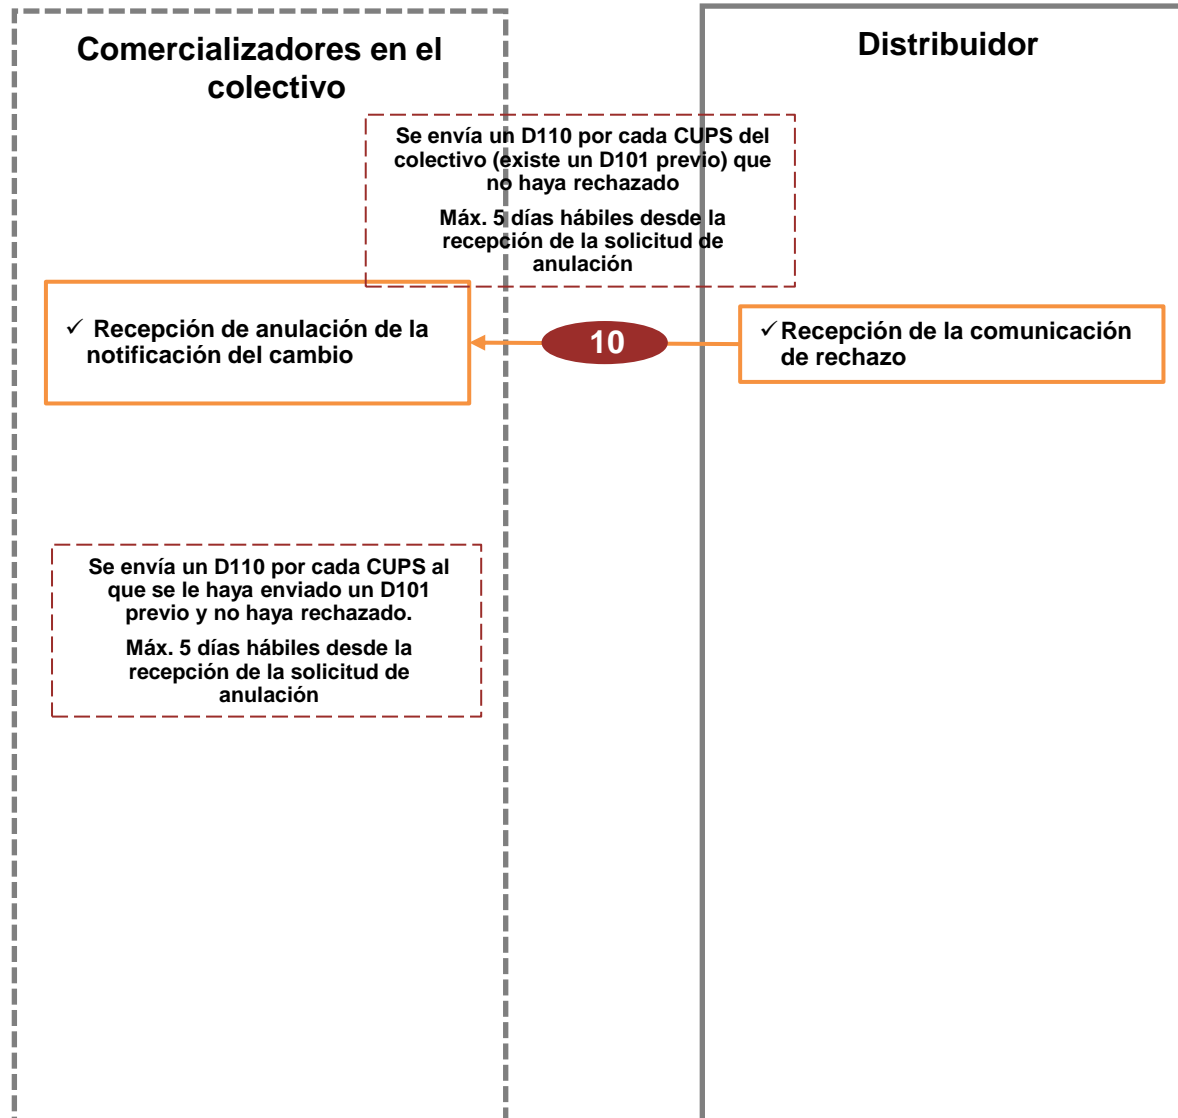 Comercializadores en el
colectivo
Distribuidor
Se envía un D110 por cada CUPS del
colectivo (existe un D101 previo) que
no haya rechazado
Máx. 5 días hábiles desde la
recepción de la solicitud de
anulación
✓ Recepción de anulación de la
notificación del cambio
10
✓ Recepción de la comunicación
de rechazo
Se envía un D110 por cada CUPS al
que se le haya enviado un D101
previo y no haya rechazado.
Máx. 5 días hábiles desde la
recepción de la solicitud de
anulación